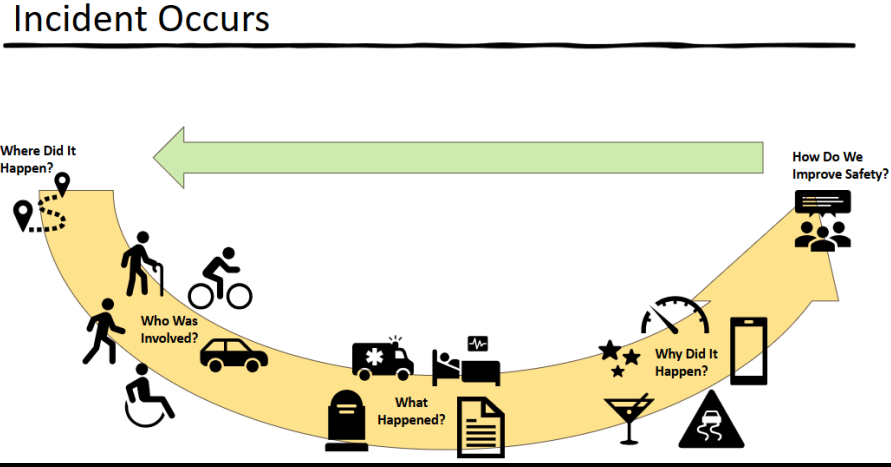 Incident Occurs
Where Did It
Happen?
How Do We
Improve Safety?
Who Was
Involved?
What
Happened?
Why Did It
Happen?